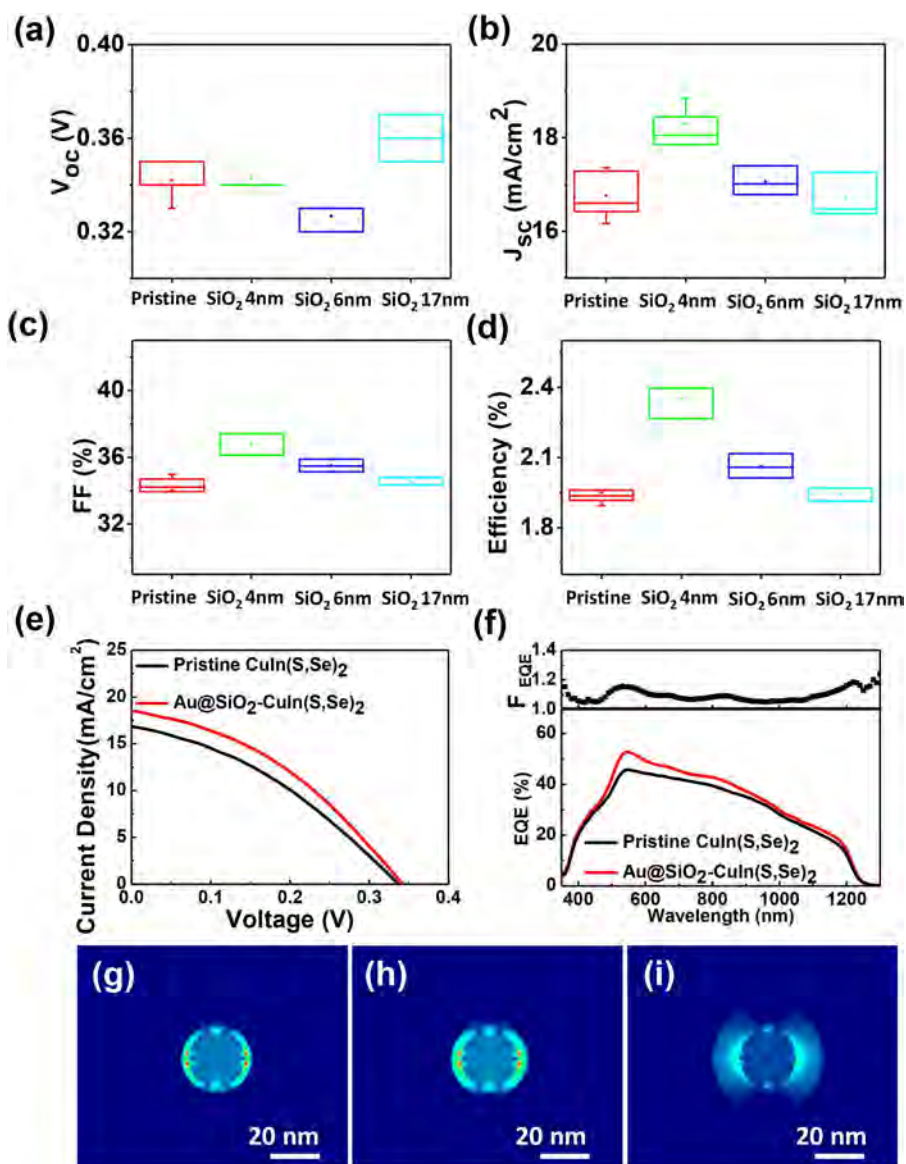 (a)
0.40
0.36
0.32
Voc (V)
Pristine SiO2 4nm SiO2 6nm SiO2 17nm
(b)
20
18
16
Jsc (mA/cm2)
Pristine SiO2 4nm SiO2 6nm SiO2 17nm
(c)
40
36
32
FF (%)
Pristine SiO2 4nm SiO2 6nm SiO2 17nm
(d)
2.4
2.1
1.8
Efficiency (%)
Pristine SiO2 4nm SiO2 6nm SiO2 17nm
(e)
25
20
15
10
5
0
Current Density(mA/cm2)
Pristine CuIn(S,Se)2
Au@SiO2-CuIn(S,Se)2
0.0 0.1 0.2 0.3 0.4
Voltage (V)
(f)
1.4
1.2
1.0
F EQE
60
40
20
0
EQE (%)
Pristine CuIn(S,Se)2
Au@SiO2-CuIn(S,Se)2
400 600 800 1000 1200
Wavelength (nm)
(g)
20 nm
(h)
20 nm
(i)
20 nm